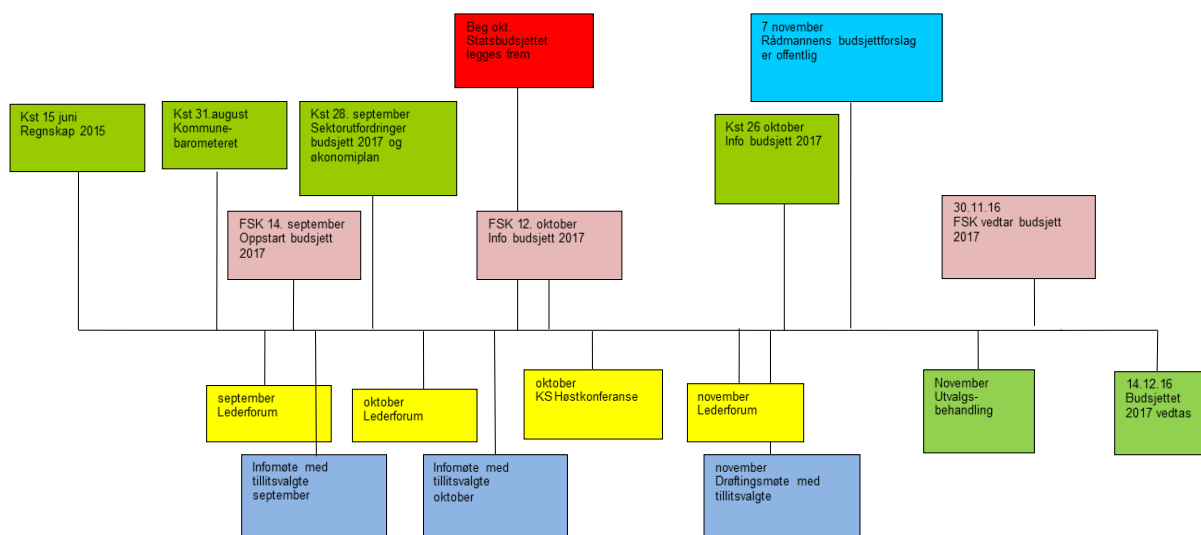 Beg okt.
Statsbudsjettet
legges frem
7 november
Rådmannens budsjettforslag
er offentlig
Kst 15 juni
Regnskap 2015
Kst 31.august
Kommune-
barometeret
Kst 28. september
Sektorutfordringer
budsjett 2017 og
økonomiplan
Kst 26 oktober
Info budsjett 2017
FSK 14. september
Oppstart budsjett
2017
FSK 12. oktober
Info budsjett 2017
30.11.16
FSK vedtar budsjett
2017
september
Lederforum
oktober
Lederforum
oktober
KS Høstkonferanse
november
Lederforum
November
Utvalgs-
behandling
14.12.16
Budsjettet
2017 vedtas
Infomøte med
tillitsvalgte
september
Infomøte med
tillitsvalgte
oktober
november
Drøftingsmøte med
tillitsvalgte